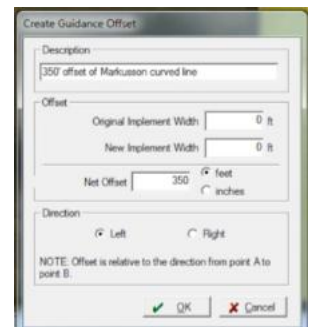 Create Guidance Offset
Description
350' offset of Markusson curved line
Offset
Original Implement Width 0 ft
New Implement Width 0 ft
Net Offset 350 feet
inches
Direction
Left Right
NOTE: Offset is relative to the direction from point A to
point B.
OK Cancel